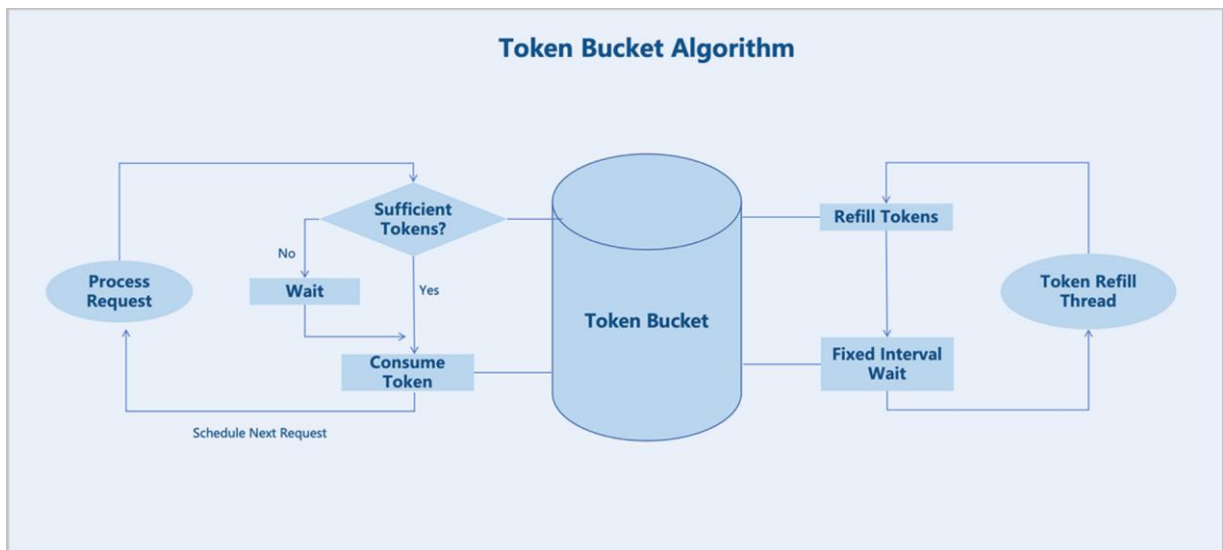 Token Bucket Algorithm
Sufficient
Tokens?
No
Yes
Process
Request
Wait
Consume
Token
Schedule Next Request
Token Bucket
Refill Tokens
Token Refill
Thread
Fixed Interval
Wait